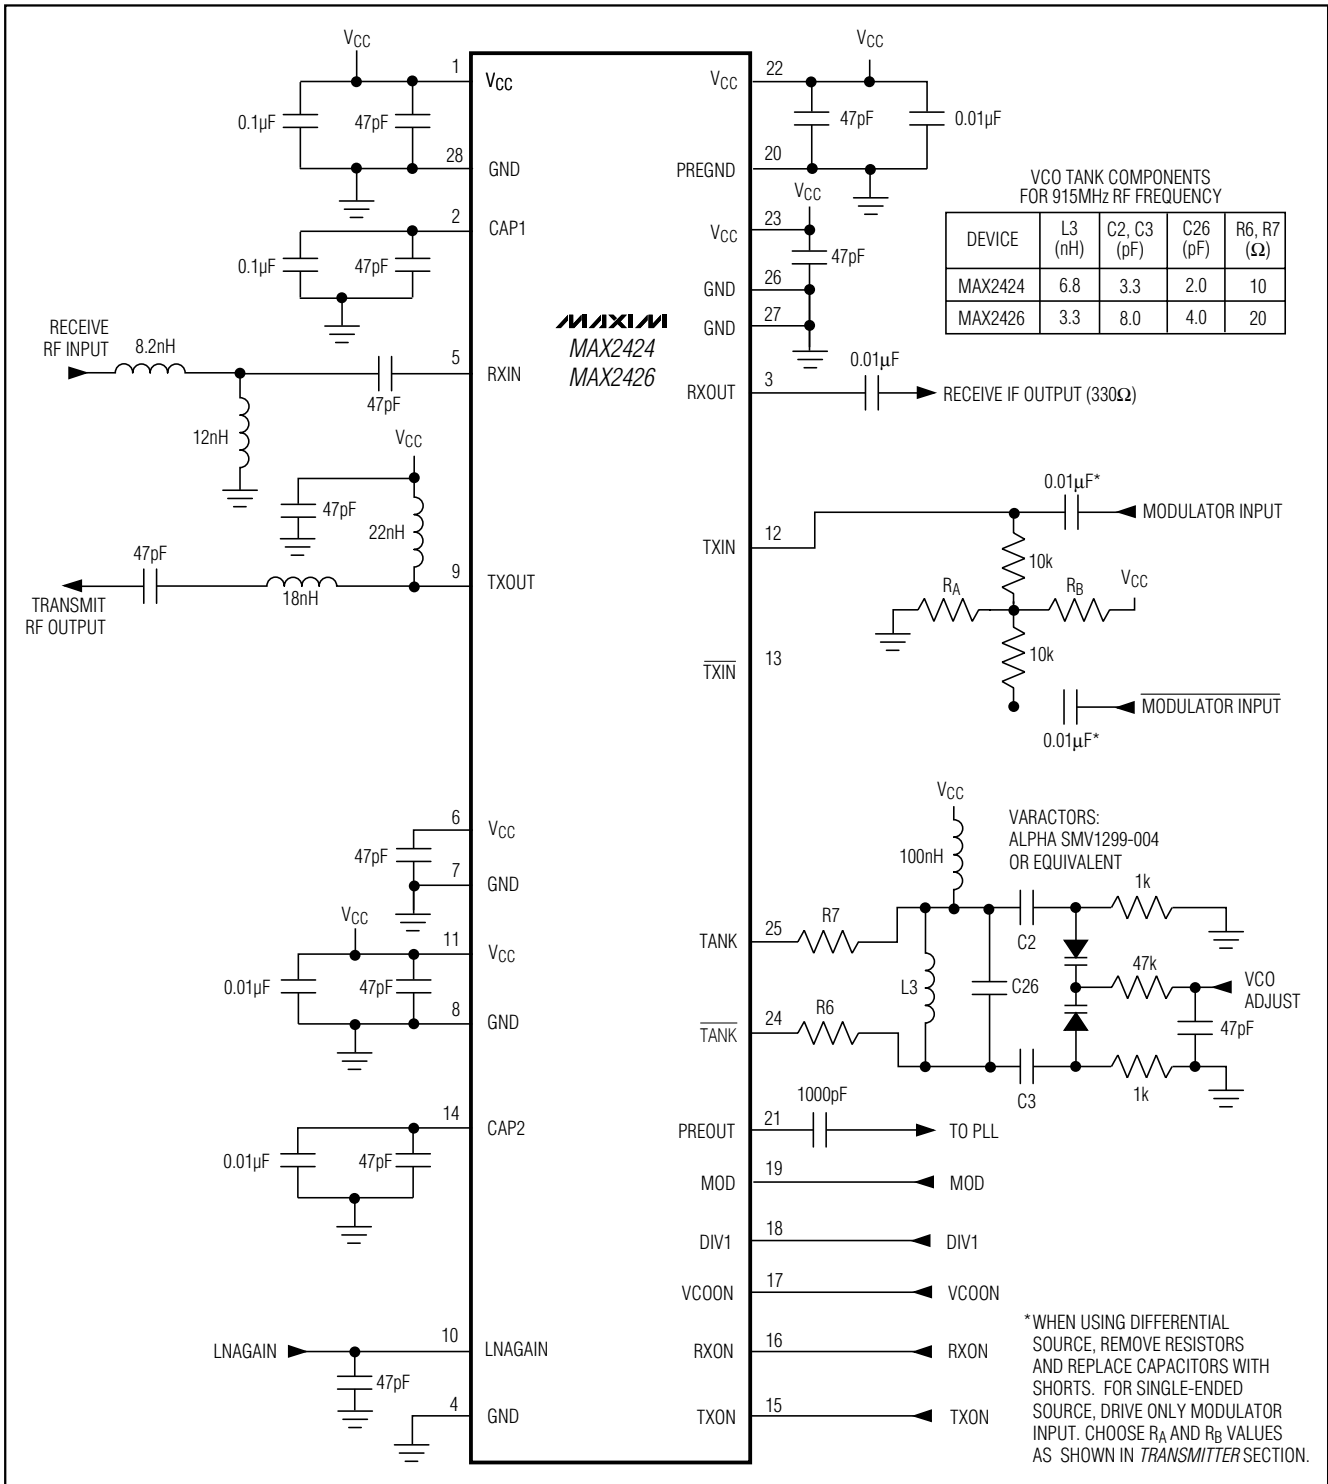 VCC
1
VCC
0.1µF
47pF
28
GND
2
CAP1
0.1µF
47pF
RECEIVE
RF INPUT
8.2nH
5
RXIN
47pF
12nH
VCC
47pF
22nH
47pF
9
TXOUT
18nH
TRANSMIT
RF OUTPUT
6
VCC
47pF
7
GND
VCC
11
VCC
0.01µF
47pF
8
GND
14
CAP2
0.01µF
47pF
LNAGAIN
10
LNAGAIN
47pF
4
GND
MAXIM
MAX2424
MAX2426
VCC
22
VCC
47pF
0.01µF
20
PREGND
VCC
23
VCC
47pF
26
GND
27
GND
VCO TANK COMPONENTS
FOR 915MHz RF FREQUENCY
DEVICE L3 (nH) C2, C3 (pF) C26 (pF) R6, R7 (Ω)
MAX2424 6.8 3.3 2.0 10
MAX2426 3.3 8.0 4.0 20
0.01µF
3
RXOUT
RECEIVE IF OUTPUT (330Ω)
0.01µF*
MODULATOR INPUT
12
TXIN
10k
RA
RB
VCC
13
TXIN
10k
MODULATOR INPUT
0.01µF*
VCC
100nH
VARACTORS:
ALPHA SMV1299-004
OR EQUIVALENT
1k
25
TANK
R7
C2
L3
C26
47k
VCO
ADJUST
47pF
24
TANK
R6
C3
1k
1000pF
21
PREOUT
TO PLL
19
MOD
MOD
18
DIV1
DIV1
17
VCOON
VCOON
16
RXON
RXON
15
TXON
TXON
*WHEN USING DIFFERENTIAL
SOURCE, REMOVE RESISTORS
AND REPLACE CAPACITORS WITH
SHORTS. FOR SINGLE-ENDED
SOURCE, DRIVE ONLY MODULATOR
INPUT. CHOOSE RA AND RB VALUES
AS SHOWN IN TRANSMITTER SECTION.